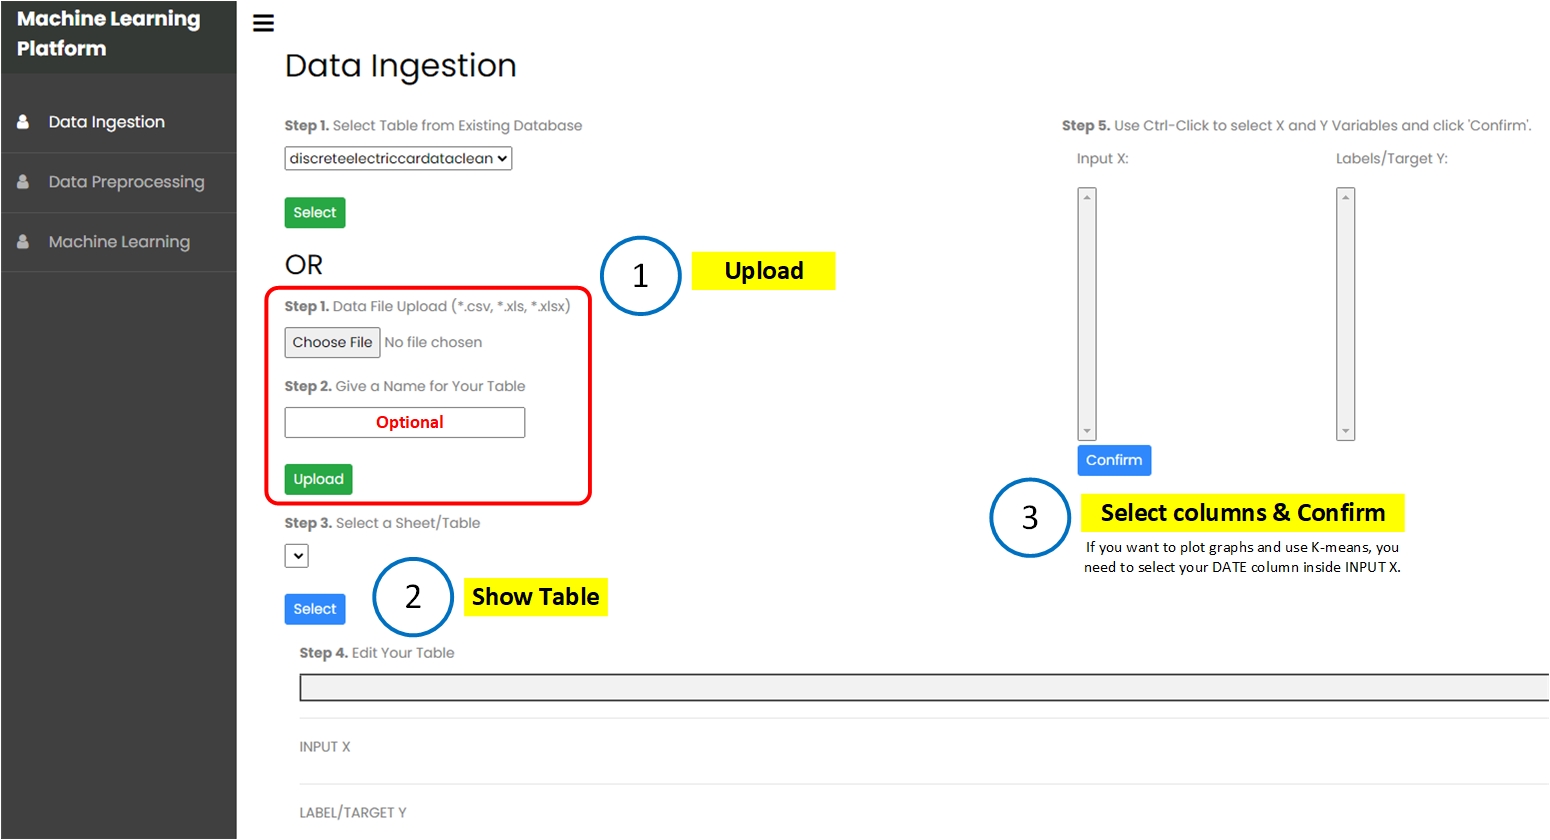 Machine Learning
Platform
Data Ingestion
Data Preprocessing
Machine Learning
Data Ingestion
Step 1. Select Table from Existing Database
discreteelectriccardataclean
Select
OR
Step 1. Data File Upload (*.csv, *.xls, *.xlsx)
Choose File No file chosen
Step 2. Give a Name for Your Table
Optional
Upload
1
Upload
Step 3. Select a Sheet/Table
Select
2
Show Table
Step 5. Use Ctrl-Click to select X and Y Variables and click 'Confirm'.
Input X:
Labels/Target Y:
Confirm
3
Select columns & Confirm
If you want to plot graphs and use K-means, you
need to select your DATE column inside INPUT X.
Step 4. Edit Your Table
INPUT X
LABEL/TARGET Y